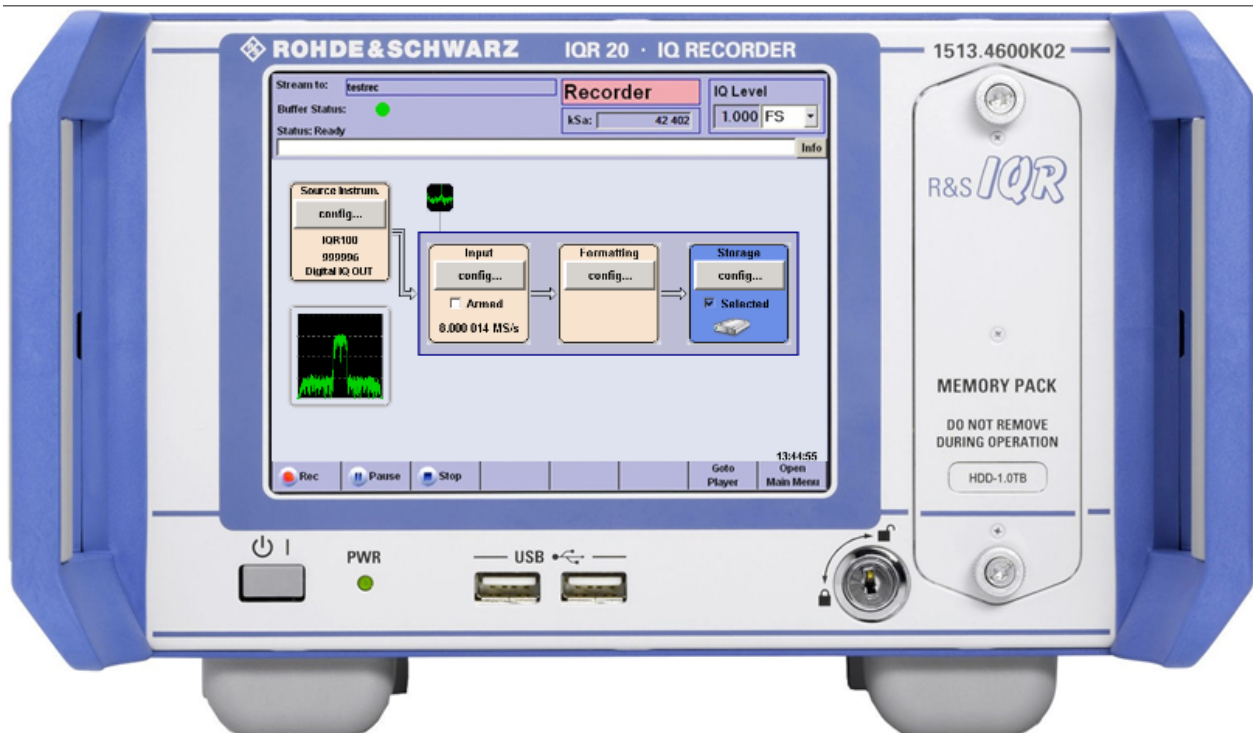 ROHDE&SCHWARZ IQR 20 · IQ RECORDER
1513.4600K02
Stream to: testrec
Recorder
IQ Level
Buffer Status:
kSa: 42 402
1.000 FS
Status: Ready
Info
R&S IQR
Source Instrum.
config...
IQR100
999996
Digital IQ OUT
Input
config...
Armed
8.000 014 MS/s
Formatting
config...
Storage
config...
Selected
MEMORY PACK
DO NOT REMOVE
DURING OPERATION
HDD-1.0TB
13:44:55
Rec
Pause
Stop
Goto
Player
Open
Main Menu
PWR
USB